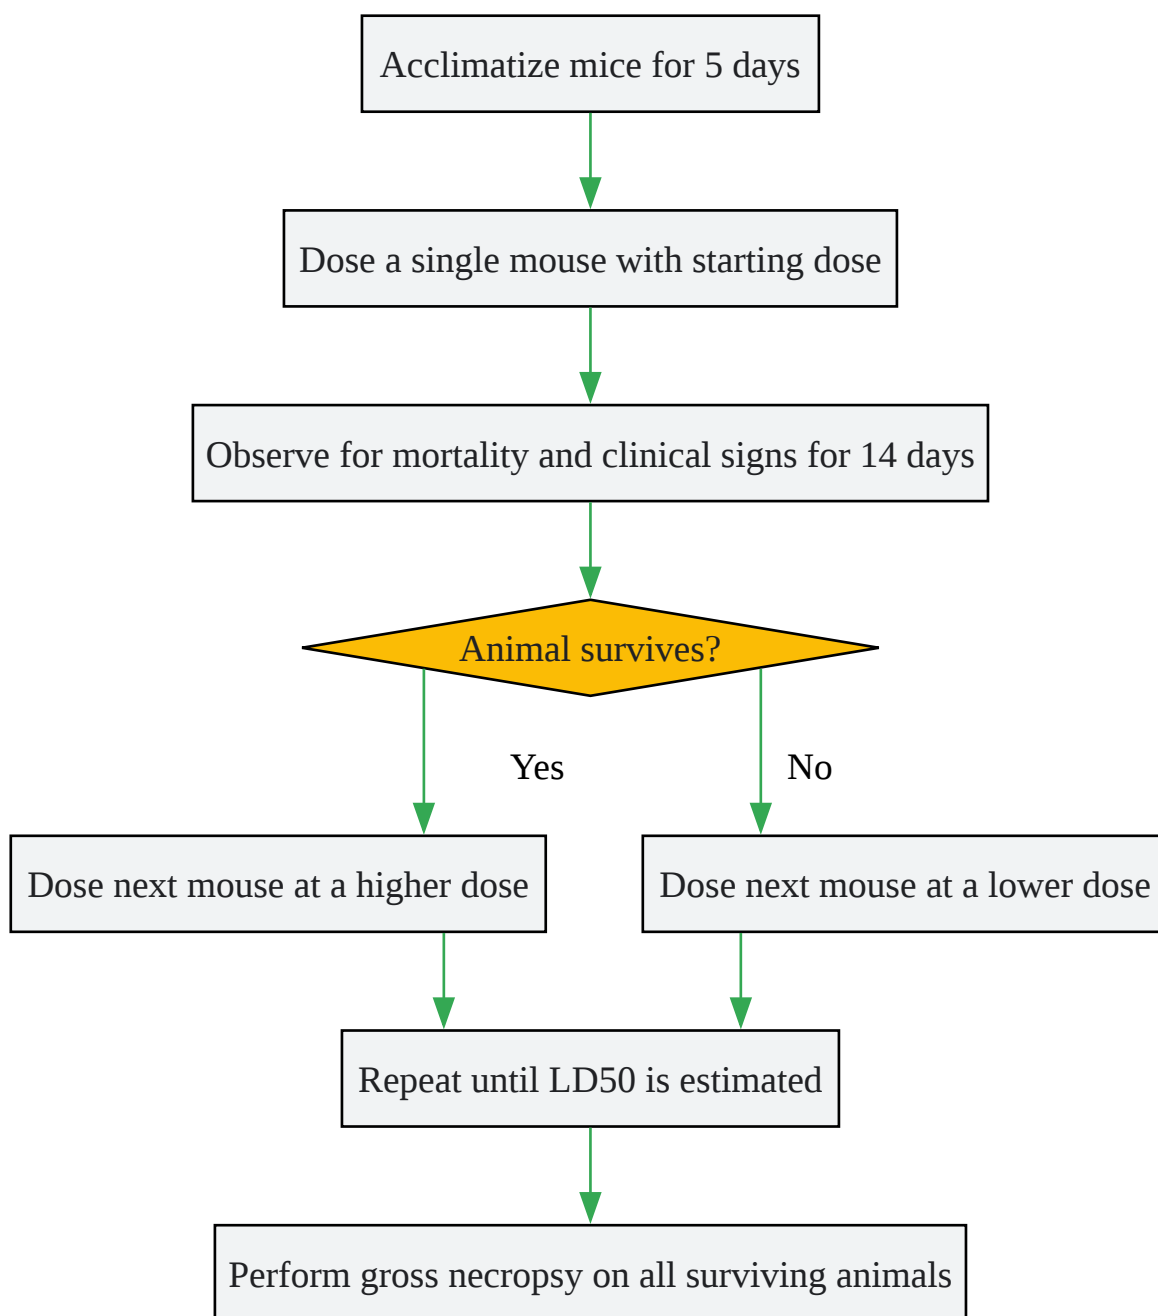 Acclimatize mice for 5 days
Dose a single mouse with starting dose
Observe for mortality and clinical signs for 14 days
Animal survives?
Yes
No
Dose next mouse at a higher dose
Dose next mouse at a lower dose
Repeat until LD50 is estimated
Perform gross necropsy on all surviving animals